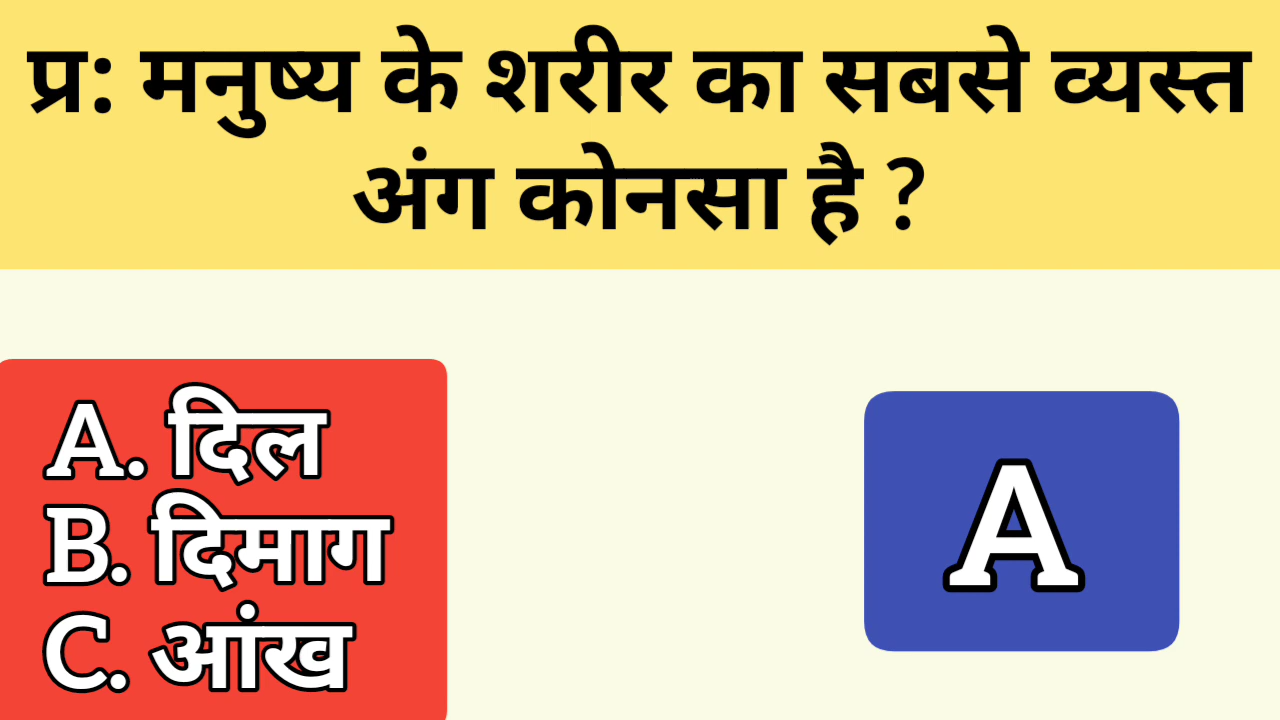 प्र: मनुष्य के शरीर का सबसे व्यस्त
अंग कोनसा है ?
A. दिल
B. दिमाग
C. आंख
A